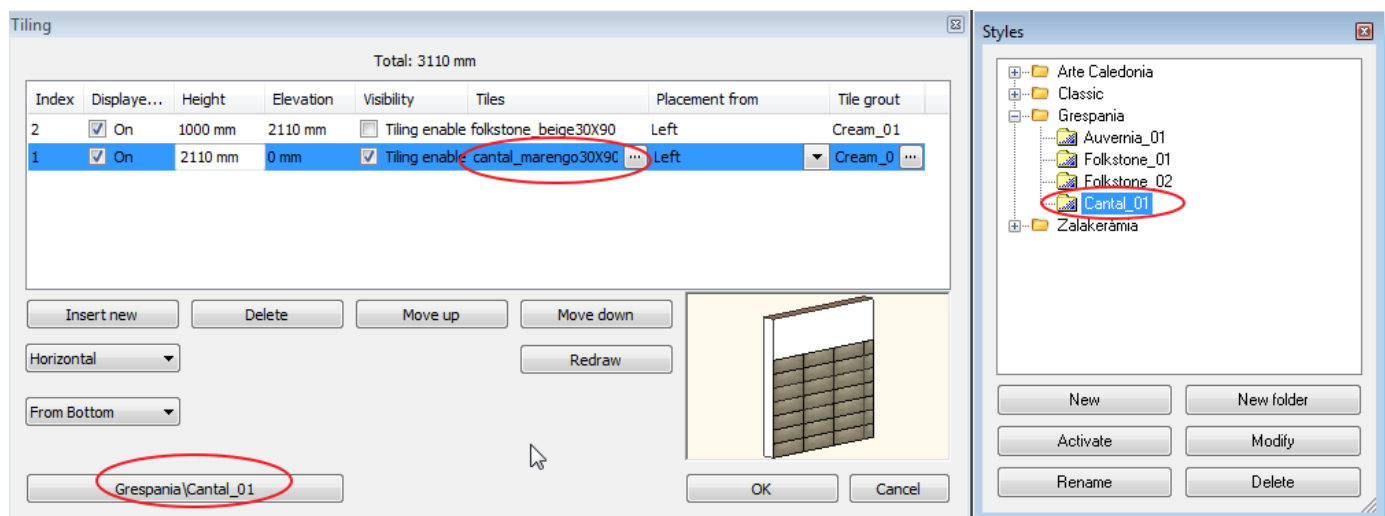 Tiling
Total: 3110 mm
Index Displaye... Height Elevation Visibility Tiles Placement from Tile grout
2 On 1000 mm 2110 mm Tiling enable folkstone_beige30X90 Left Cream_01
1 On 2110 mm 0 mm Tiling enable cantal_marengo30X90 ... Left Cream_0 ...
Insert new Delete Move up Move down
Horizontal Redraw
From Bottom
Grespania\Cantal_01 OK Cancel
Styles
Arte Caledonia
Classic
Grespania
Auvernia_01
Folkstone_01
Folkstone_02
Cantal_01
Zalakerámia
New New folder
Activate Modify
Rename Delete